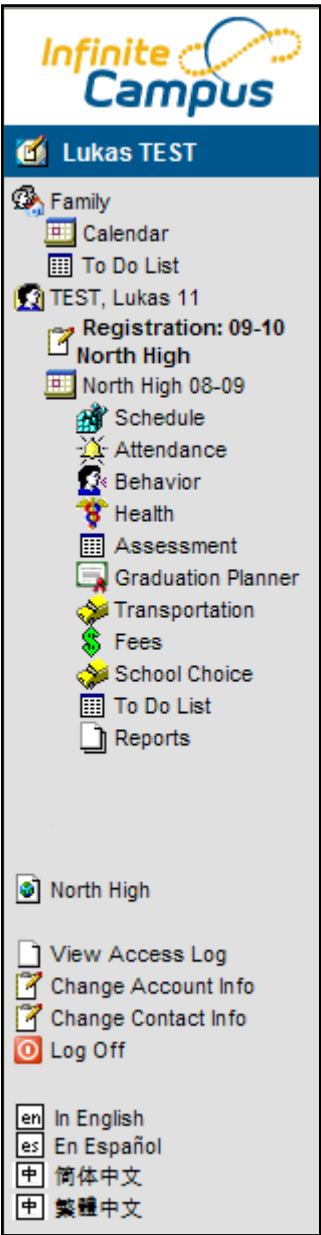 Infinite
Campus
Lukas TEST
Family
Calendar
To Do List
TEST, Lukas 11
Registration: 09-10
North High
North High 08-09
Schedule
Attendance
Behavior
Health
Assessment
Graduation Planner
Transportation
Fees
School Choice
To Do List
Reports
North High
View Access Log
Change Account Info
Change Contact Info
Log Off
en In English
es En Español
中 简体中文
中 繁體中文